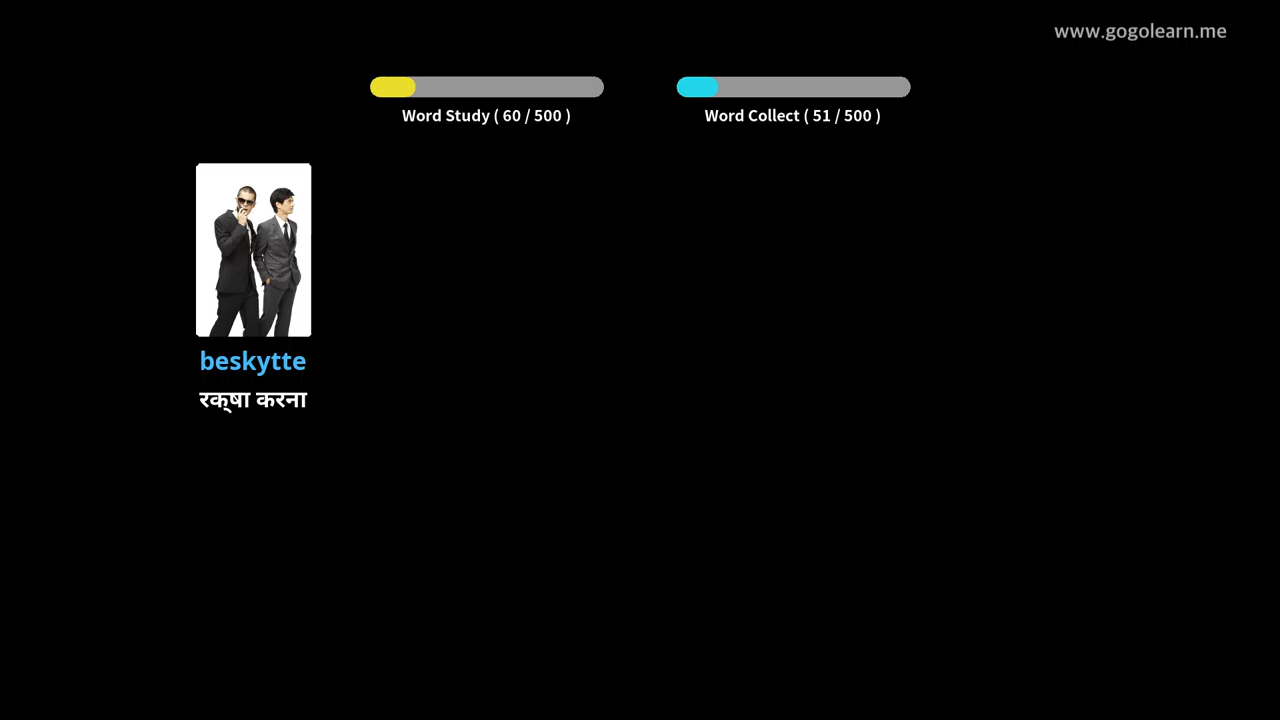 www.gogolearn.me
Word Study ( 60 / 500 )
Word Collect ( 51 / 500 )
beskytte
रक्षा करना